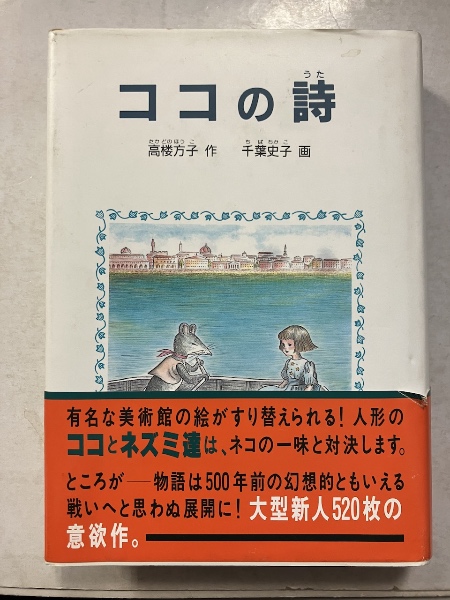 ココの詩
うた
高楼方子 作 千葉史子 画
たかどのほうこ ちばちかこ
有名な美術館の絵がすり替えられる！人形の
ココとネズミ達は、ネコの一味と対決します。
ところが──物語は500年前の幻想的ともいえる
戦いへと思わぬ展開に！大型新人520枚の
意欲作。